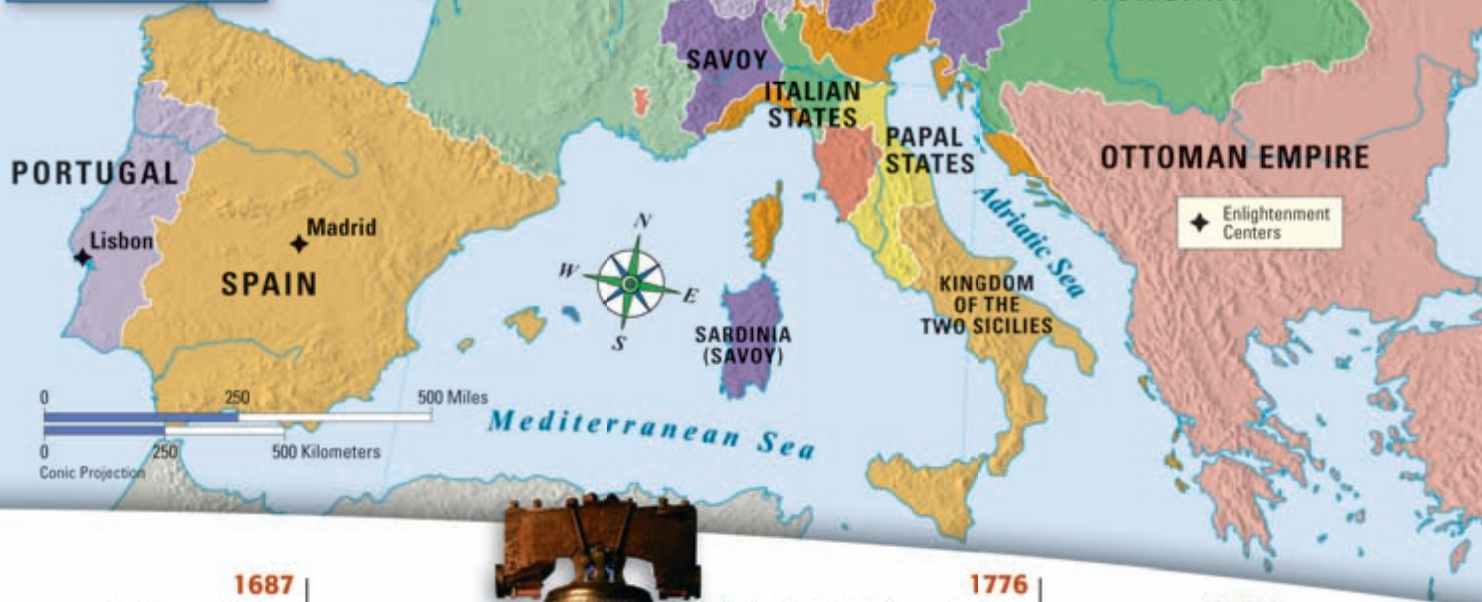 SAVOY
ITALIAN
STATES
PAPAL
STATES
PORTUGAL
OTTOMAN EMPIRE
Adriatic Sea
Enlightenment
Centers
Lisbon
Madrid
SPAIN
N
W
E
S
KINGDOM
OF THE
TWO SICILIES
SARDINIA
(SAVOY)
0 250 500 Miles
0 250 500 Kilometers
Conic Projection
Mediterranean Sea
1687
1776